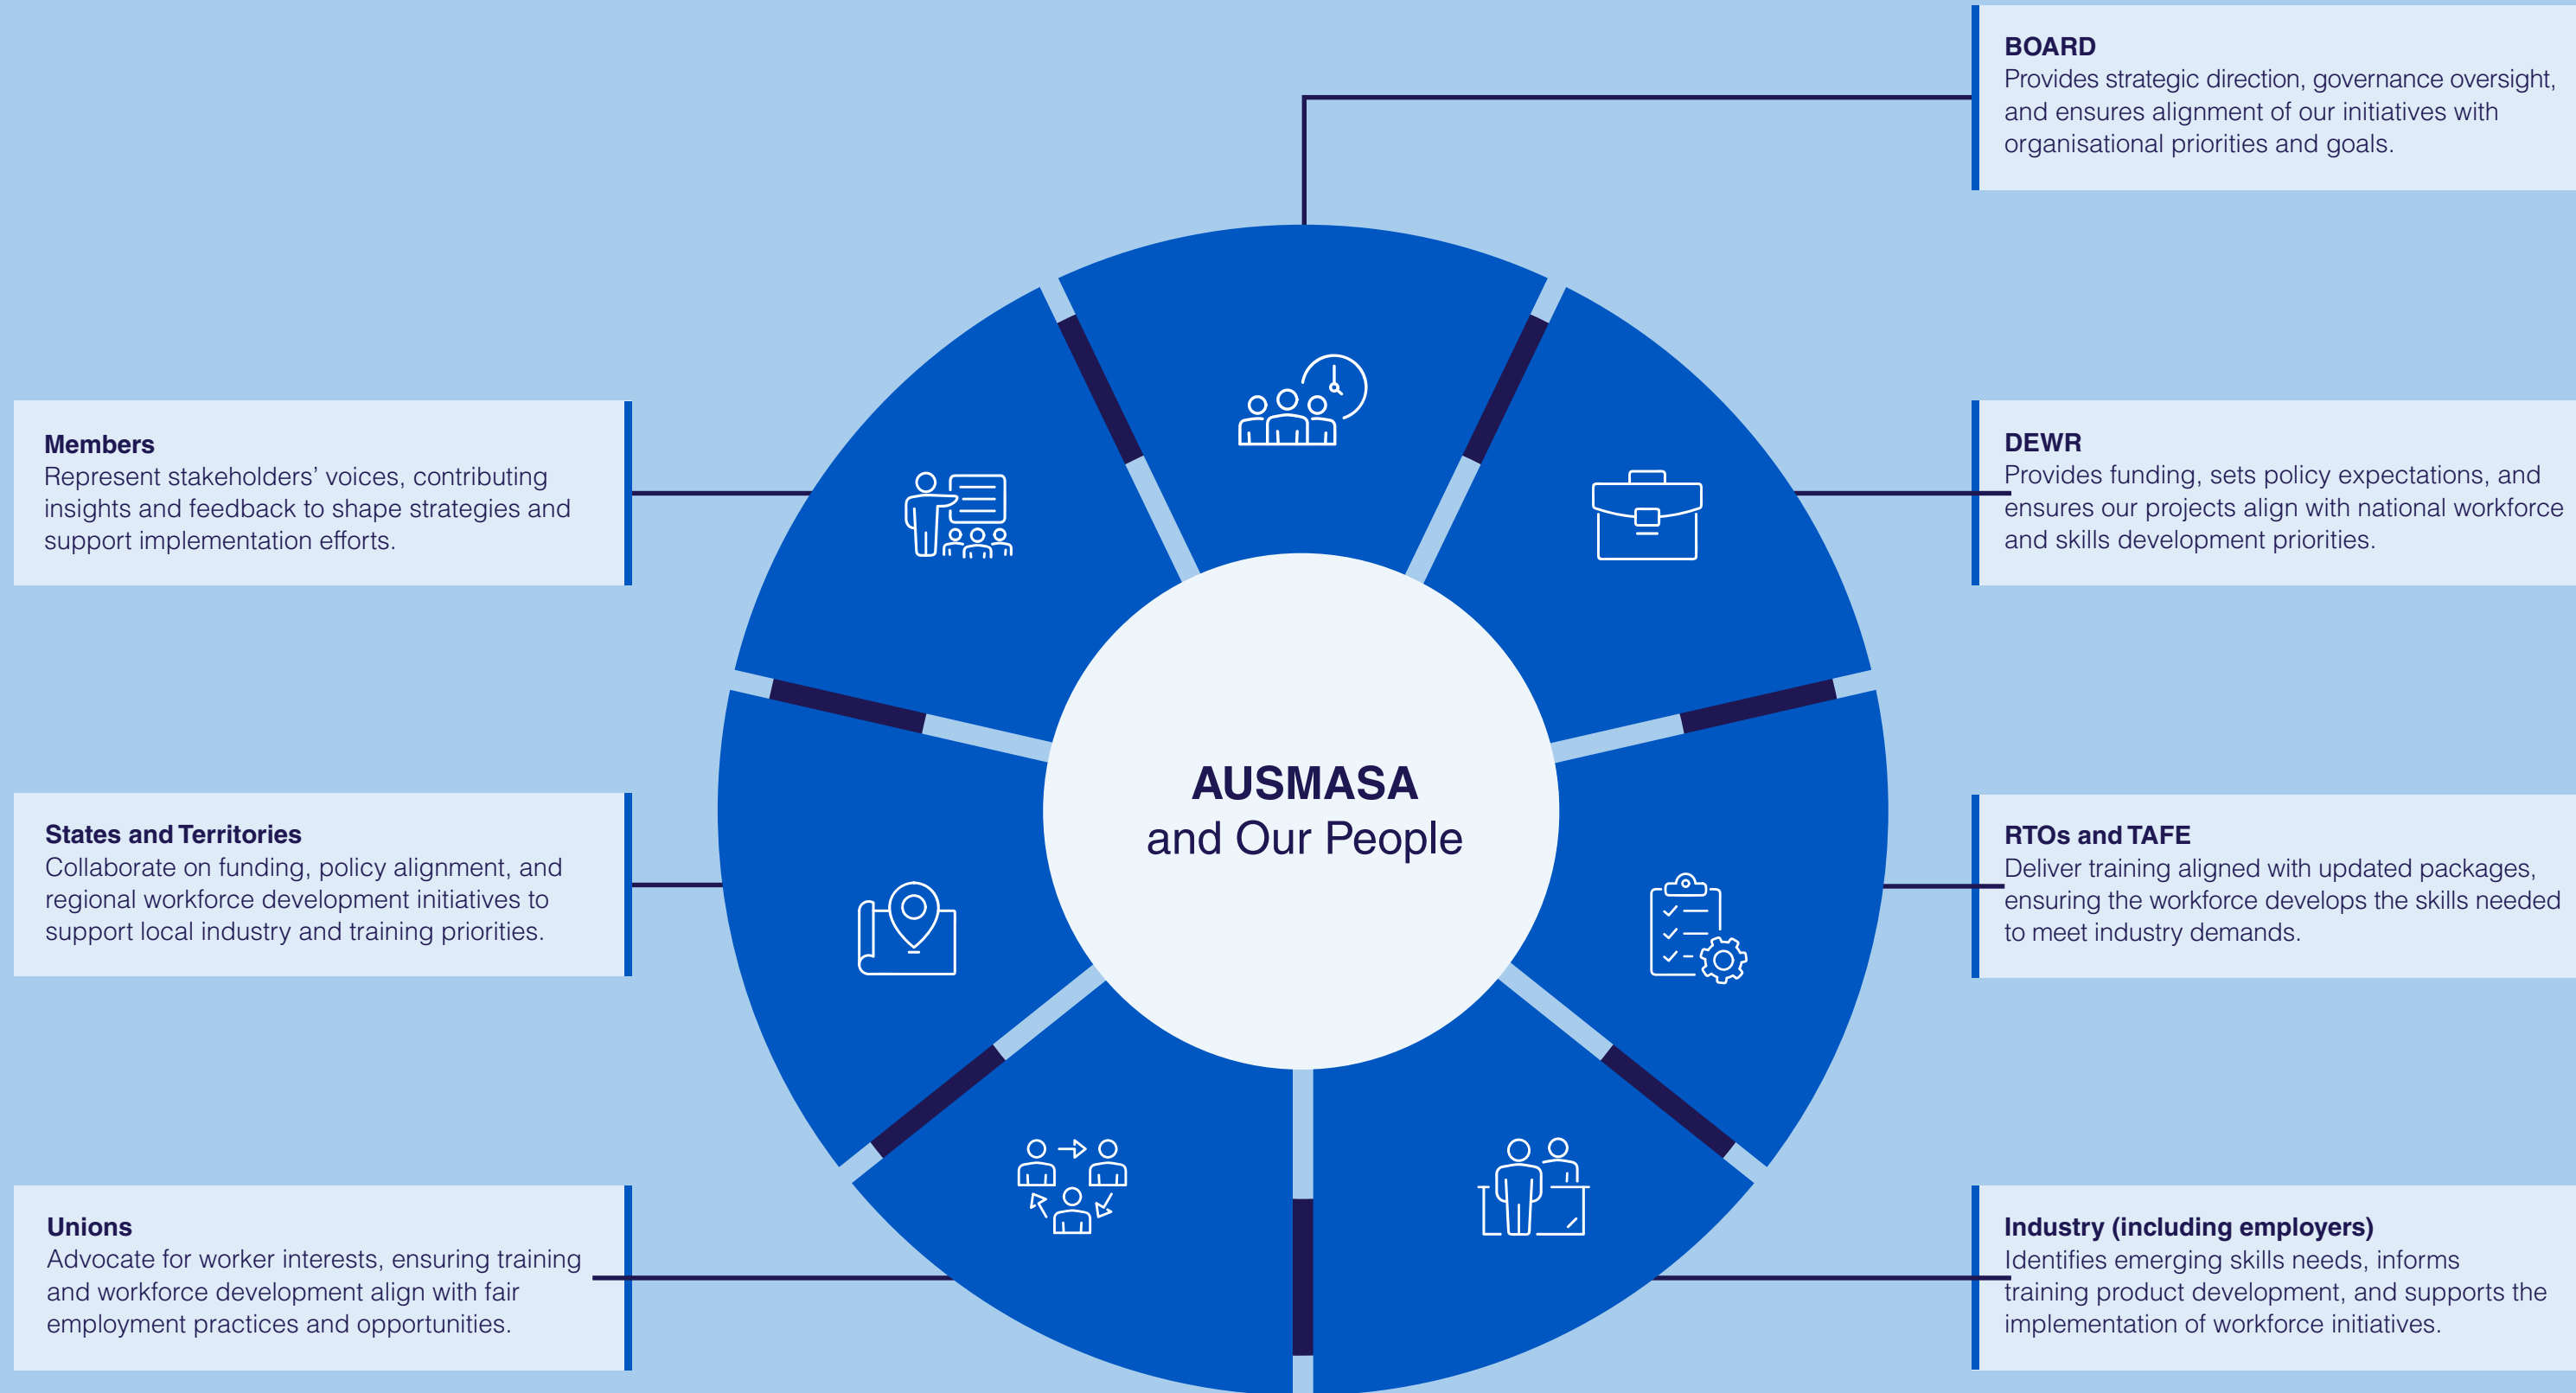 BOARD
Provides strategic direction, governance oversight,
and ensures alignment of our initiatives with
organisational priorities and goals.
Members
Represent stakeholders’ voices, contributing
insights and feedback to shape strategies and
support implementation efforts.
DEWR
Provides funding, sets policy expectations, and
ensures our projects align with national workforce
and skills development priorities.
AUSMASA
and Our People
States and Territories
Collaborate on funding, policy alignment, and
regional workforce development initiatives to
support local industry and training priorities.
RTOs and TAFE
Deliver training aligned with updated packages,
ensuring the workforce develops the skills needed
to meet industry demands.
Unions
Advocate for worker interests, ensuring training
and workforce development align with fair
employment practices and opportunities.
Industry (including employers)
Identifies emerging skills needs, informs
training product development, and supports the
implementation of workforce initiatives.